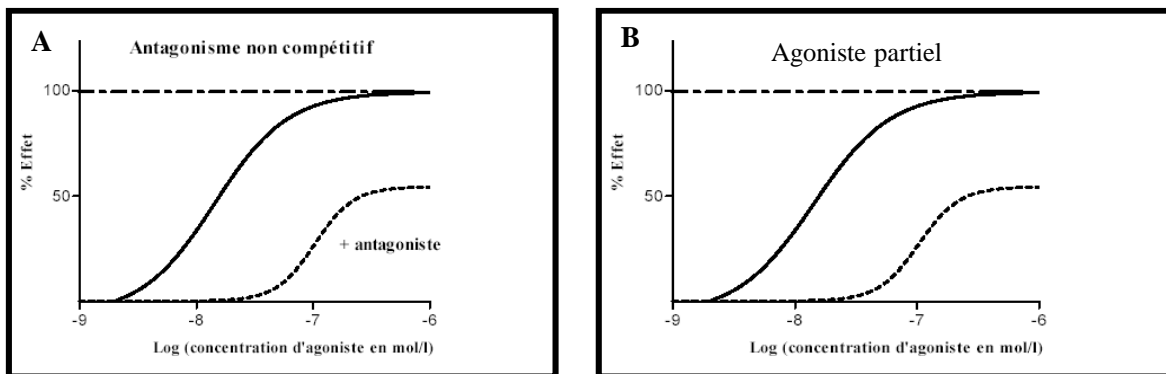 A
Antagonisme non compétitif
100
% Effet
50
+ antagoniste
-9
-8
-7
-6
Log (concentration d'agoniste en mol/l)
B
Agoniste partiel
100
% Effet
50
-9
-8
-7
-6
Log (concentration d'agoniste en mol/l)